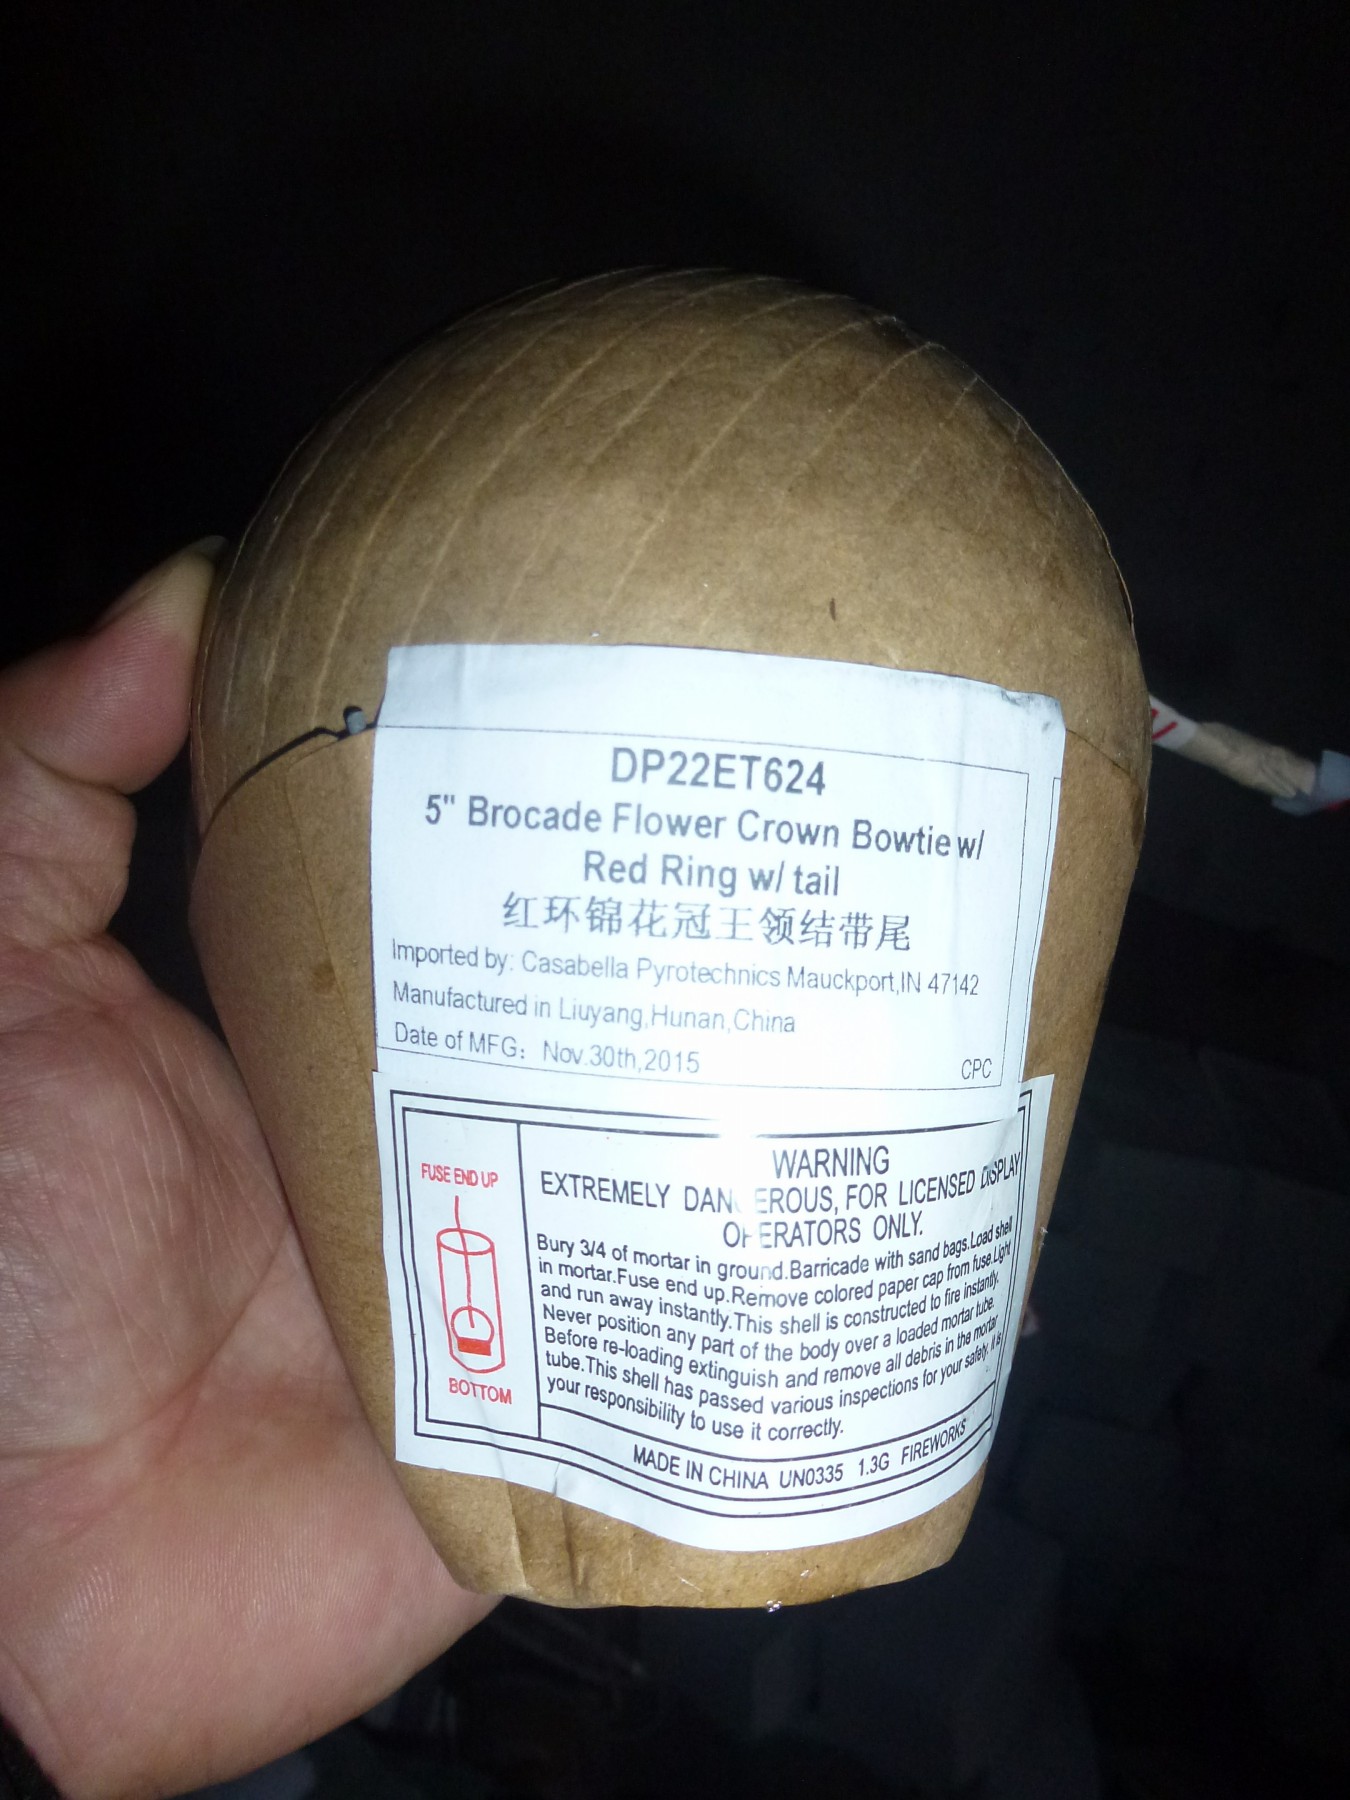 DP22ET624
5" Brocade Flower Crown Bowtie w/
Red Ring w/ tail
红环锦花冠王领结带尾
Imported by: Casabella Pyrotechnics Mauckport,IN 47142
Manufactured in Liuyang,Hunan,China
Date of MFG: Nov.30th,2015
CPC
FUSE END UP
BOTTOM
WARNING
EXTREMELY DANGEROUS, FOR LICENSED DISPLAY
OPERATORS ONLY.
Bury 3/4 of mortar in ground.Barricade with sand bags.Load shell
in mortar.Fuse end up.Remove colored paper cap from fuse.Light
and run away instantly.This shell is constructed to fire instantly.
Never position any part of the body over a loaded mortar tube.
Before re-loading extinguish and remove all debris in the mortar
tube.This shell has passed various inspections for your safety. It is
your responsibility to use it correctly.
MADE IN CHINA UN0335 1.3G FIREWORKS